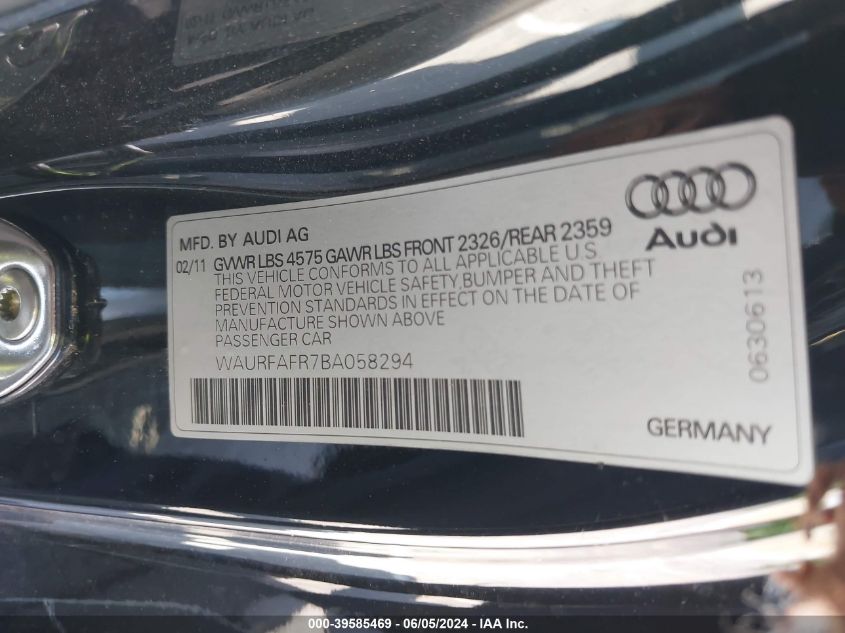 MFD. BY AUDI AG
02/11 GVWR LBS 4575 GAWR LBS FRONT 2326/REAR 2359
THIS VEHICLE CONFORMS TO ALL APPLICABLE U S
FEDERAL MOTOR VEHICLE SAFETY,BUMPER AND THEFT
PREVENTION STANDARDS IN EFFECT ON THE DATE OF
MANUFACTURE SHOWN ABOVE
PASSENGER CAR
WAURFAFR7BA058294
Audi
0630613
GERMANY
000-39585469 - 06/05/2024 - IAAI.com